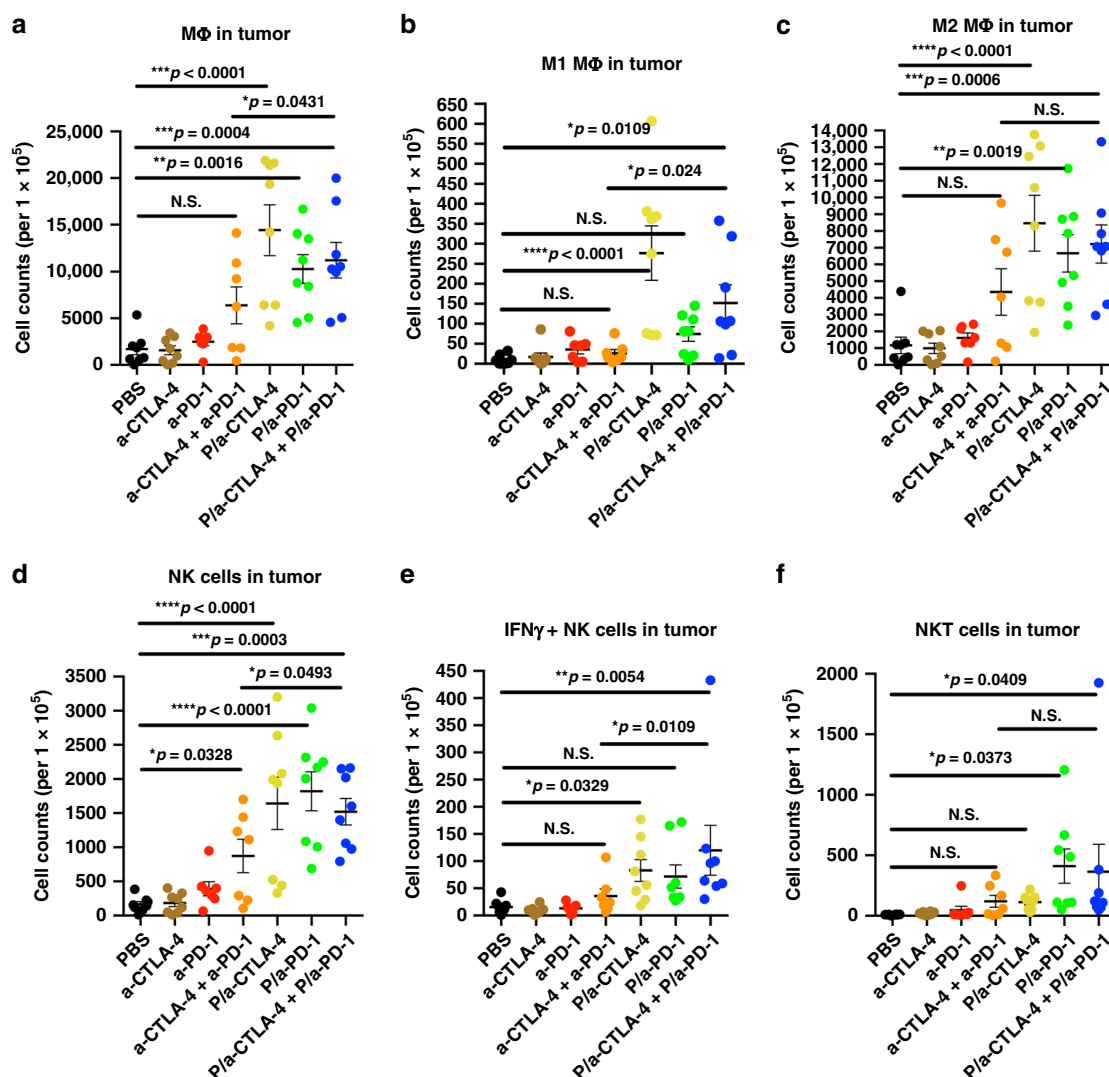 a
MΦ in tumor
***p < 0.0001
*p = 0.0431
***p = 0.0004
**p = 0.0016
N.S.
Cell counts (per 1 × 10⁵)
25,000
20,000
15,000
10,000
5000
0
PBS
a-CTLA-4
a-PD-1
a-CTLA-4 + a-PD-1
P/a-CTLA-4
P/a-PD-1
P/a-CTLA-4 + P/a-PD-1
b
M1 MΦ in tumor
*p = 0.0109
*p = 0.024
N.S.
****p < 0.0001
N.S.
Cell counts (per 1 × 10⁵)
650
600
550
500
450
400
350
300
250
200
150
100
50
0
PBS
a-CTLA-4
a-PD-1
a-CTLA-4 + a-PD-1
P/a-CTLA-4
P/a-PD-1
P/a-CTLA-4 + P/a-PD-1
c
M2 MΦ in tumor
****p < 0.0001
***p = 0.0006
N.S.
**p = 0.0019
N.S.
Cell counts (per 1 × 10⁵)
14,000
13,000
12,000
11,000
10,000
9000
8000
7000
6000
5000
4000
3000
2000
1000
0
PBS
a-CTLA-4
a-PD-1
a-CTLA-4 + a-PD-1
P/a-CTLA-4
P/a-PD-1
P/a-CTLA-4 + P/a-PD-1
d
NK cells in tumor
****p < 0.0001
***p = 0.0003
*p = 0.0493
****p < 0.0001
*p = 0.0328
Cell counts (per 1 × 10⁵)
3500
3000
2500
2000
1500
1000
500
0
PBS
a-CTLA-4
a-PD-1
a-CTLA-4 + a-PD-1
P/a-CTLA-4
P/a-PD-1
P/a-CTLA-4 + P/a-PD-1
e
IFNγ + NK cells in tumor
**p = 0.0054
*p = 0.0109
N.S.
*p = 0.0329
N.S.
Cell counts (per 1 × 10⁵)
450
400
350
300
250
200
150
100
50
0
PBS
a-CTLA-4
a-PD-1
a-CTLA-4 + a-PD-1
P/a-CTLA-4
P/a-PD-1
P/a-CTLA-4 + P/a-PD-1
f
NKT cells in tumor
*p = 0.0409
N.S.
*p = 0.0373
N.S.
N.S.
Cell counts (per 1 × 10⁵)
2000
1500
1000
500
0
PBS
a-CTLA-4
a-PD-1
a-CTLA-4 + a-PD-1
P/a-CTLA-4
P/a-PD-1
P/a-CTLA-4 + P/a-PD-1